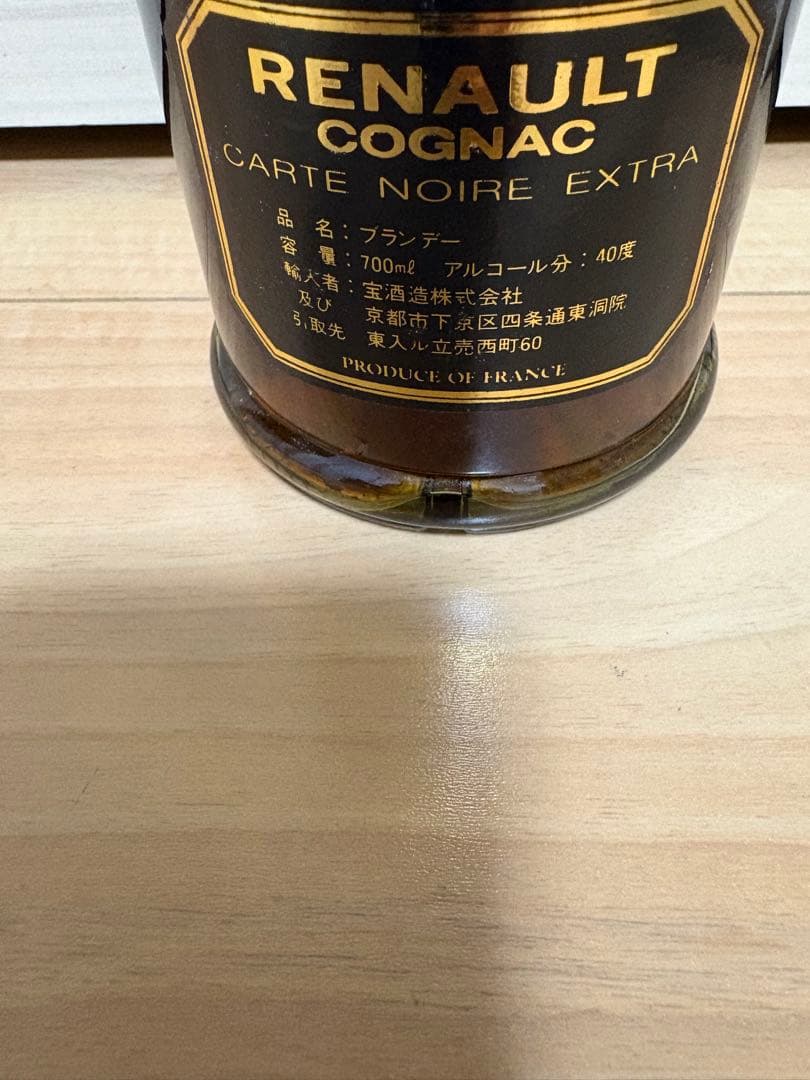 RENAULT
COGNAC
CARTE NOIRE EXTRA
品名：ブランデー
容量：700mℓ アルコール分：40度
輸入者：宝酒造株式会社
及び 京都市下京区四条通東洞院
引取先 東入ル立売西町60
PRODUCE OF FRANCE